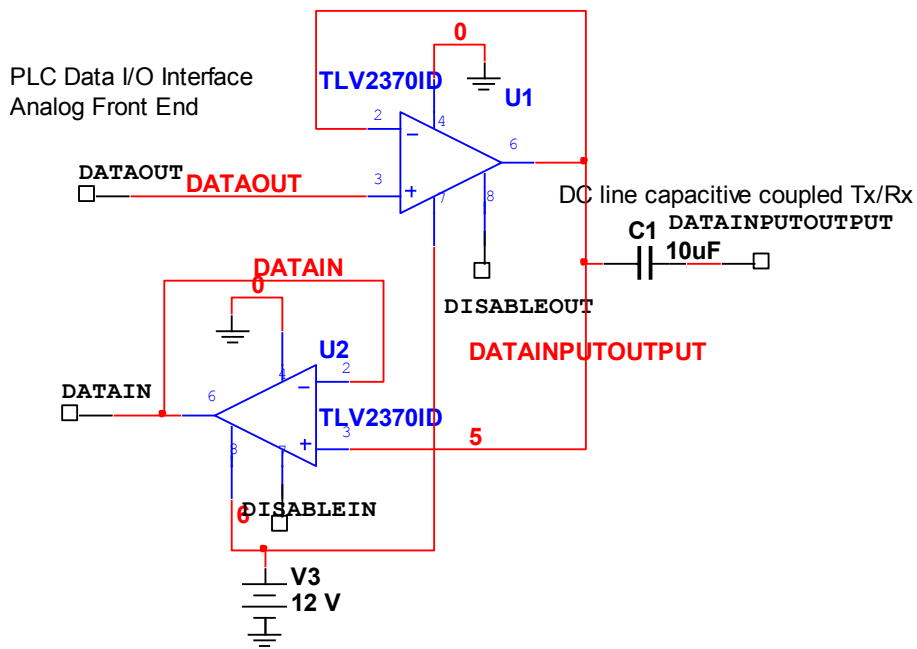 0
PLC Data I/O Interface
Analog Front End
TLV2370ID
U1
2
4
6
3
7
8
DATAOUT
DATAOUT
DC line capacitive coupled Tx/Rx
DATAINPUTOUTPUT
C1
10uF
DATAIN
0
DISABLEOUT
U2
DATAINPUTOUTPUT
2
4
6
DATAIN
TLV2370ID
3
5
8
7
6
DISABLEIN
V3
12 V